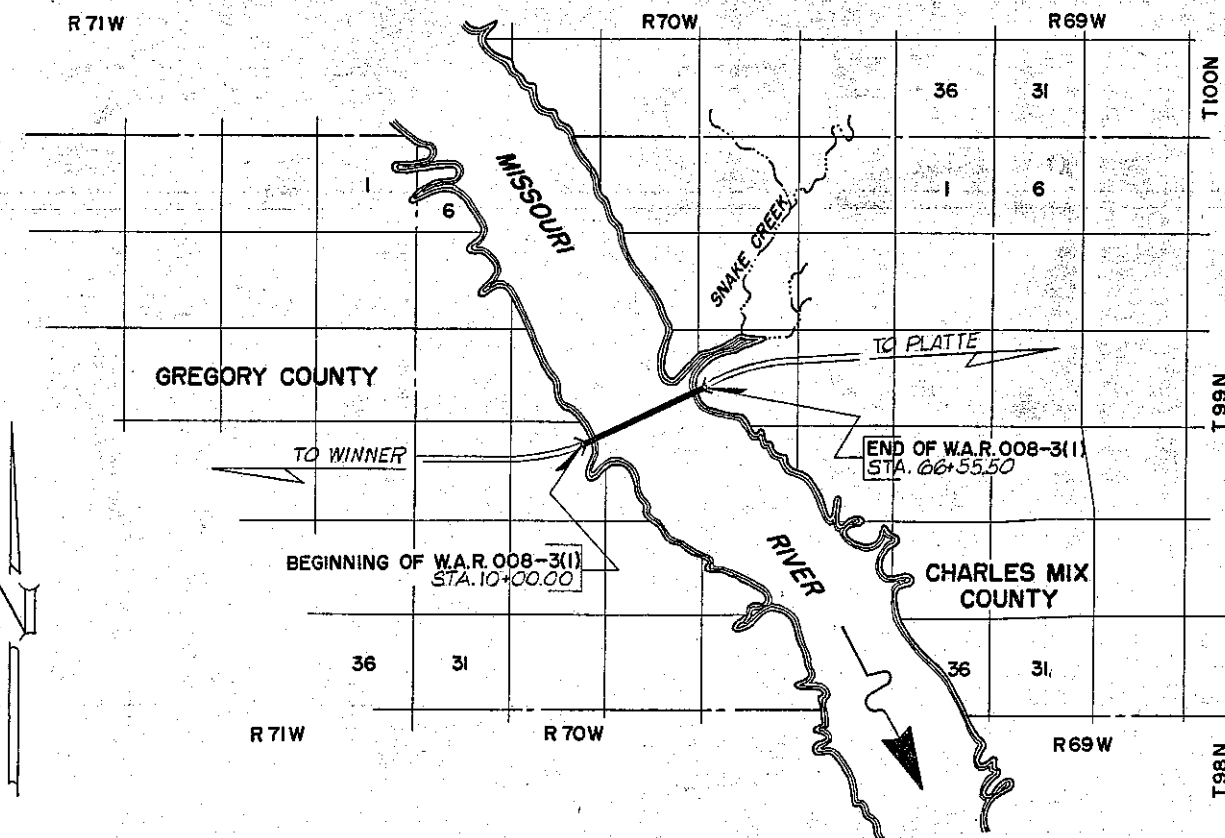 R 71W
R70W
R69W
36
31
T100N
MISSOURI
1
6
1
6
SNAKE CREEK
TO PLATTE
GREGORY COUNTY
T99N
TO WINNER
END OF W.A.R. 008-3(1)
STA. 66+55.50
BEGINNING OF W.A.R. 008-3(1)
STA. 10+00.00
RIVER
CHARLES MIX
COUNTY
36
31
36
31
R71W
R70W
R69W
T98N